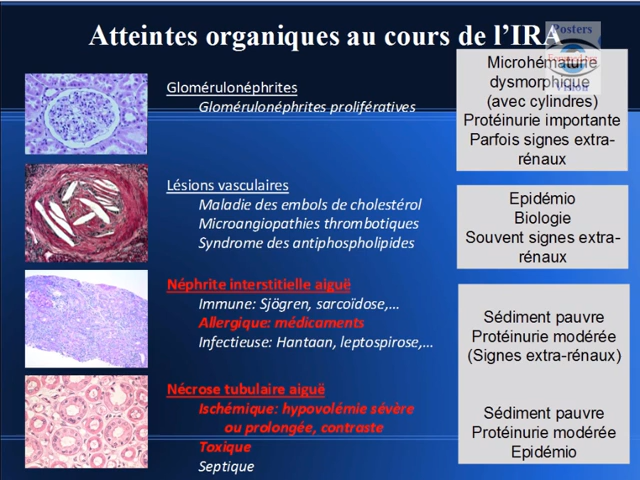 Atteintes organiques au cours de l’IRA
Posters
Vision
Glomérulonéphrites
Glomérulonéphrites prolifératives
Microhématurie
dysmorphique
(avec cylindres)
Protéinurie importante
Parfois signes extra-
rénaux
Lésions vasculaires
Maladie des embols de cholestérol
Microangiopathies thrombotiques
Syndrome des antiphospholipides
Epidémio
Biologie
Souvent signes extra-
rénaux
Néphrite interstitielle aiguë
Immune: Sjögren, sarcoïdose,...
Allergique: médicaments
Infectieuse: Hantaan, leptospirose,...
Sédiment pauvre
Protéinurie modérée
(Signes extra-rénaux)
Nécrose tubulaire aiguë
Ischémique: hypovolémie sévère
ou prolongée, contraste
Toxique
Septique
Sédiment pauvre
Protéinurie modérée
Epidémio